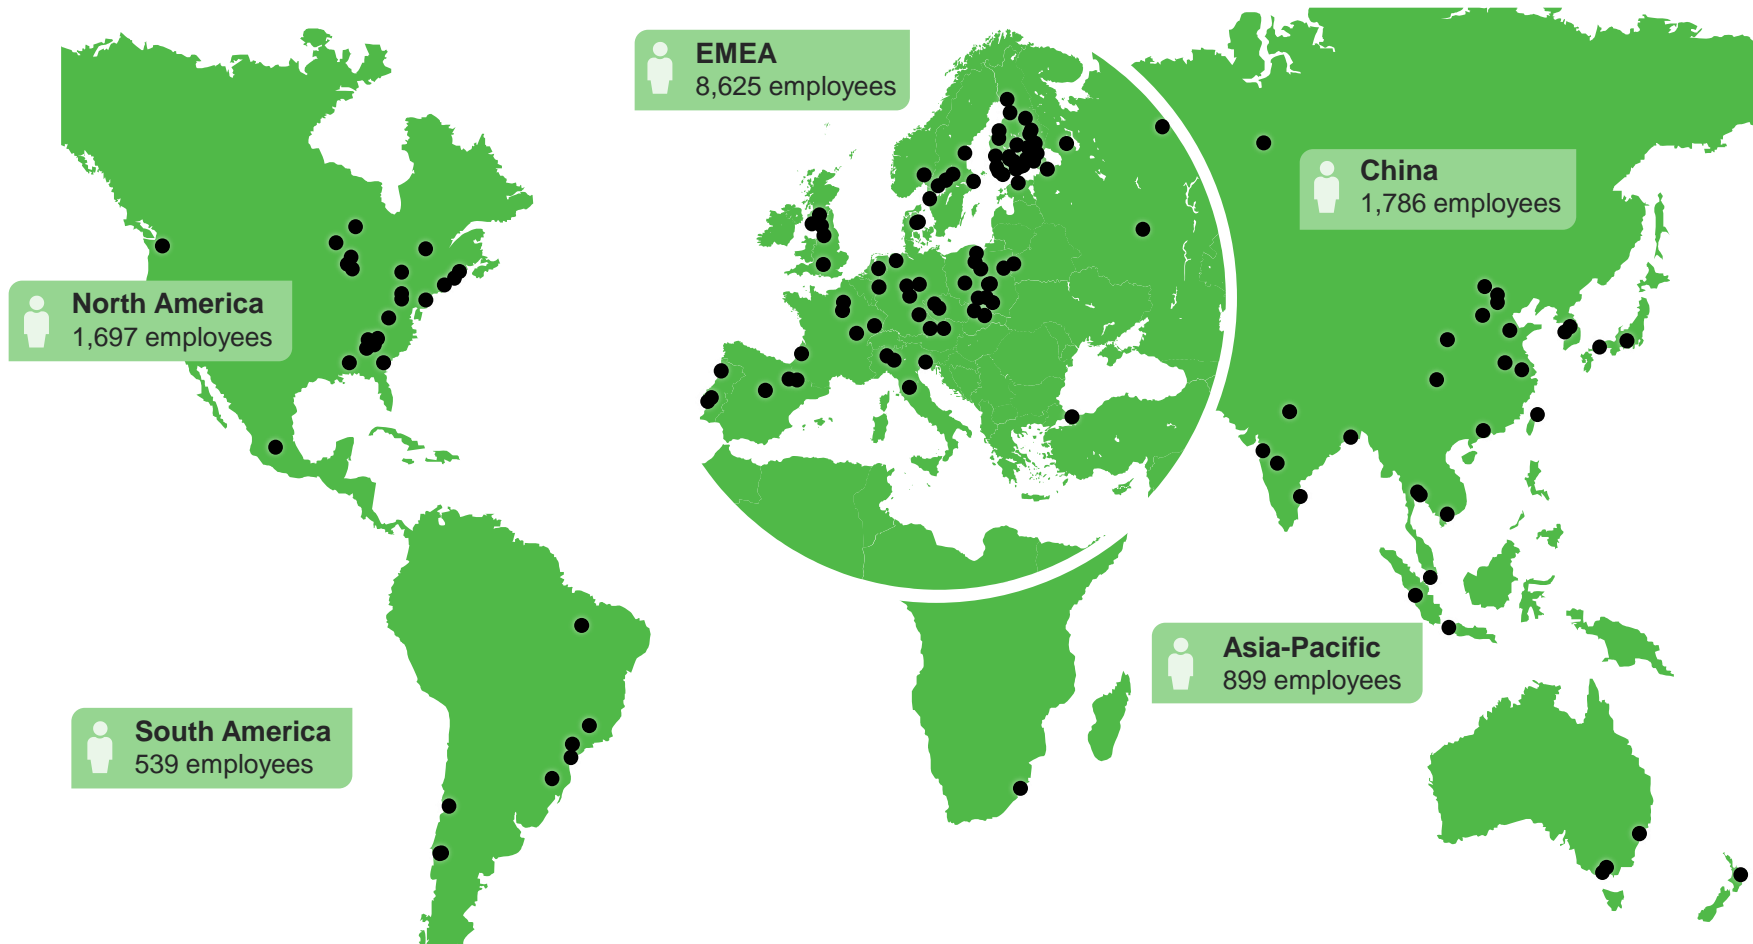 EMEA
8,625 employees
China
1,786 employees
North America
1,697 employees
Asia-Pacific
899 employees
South America
539 employees